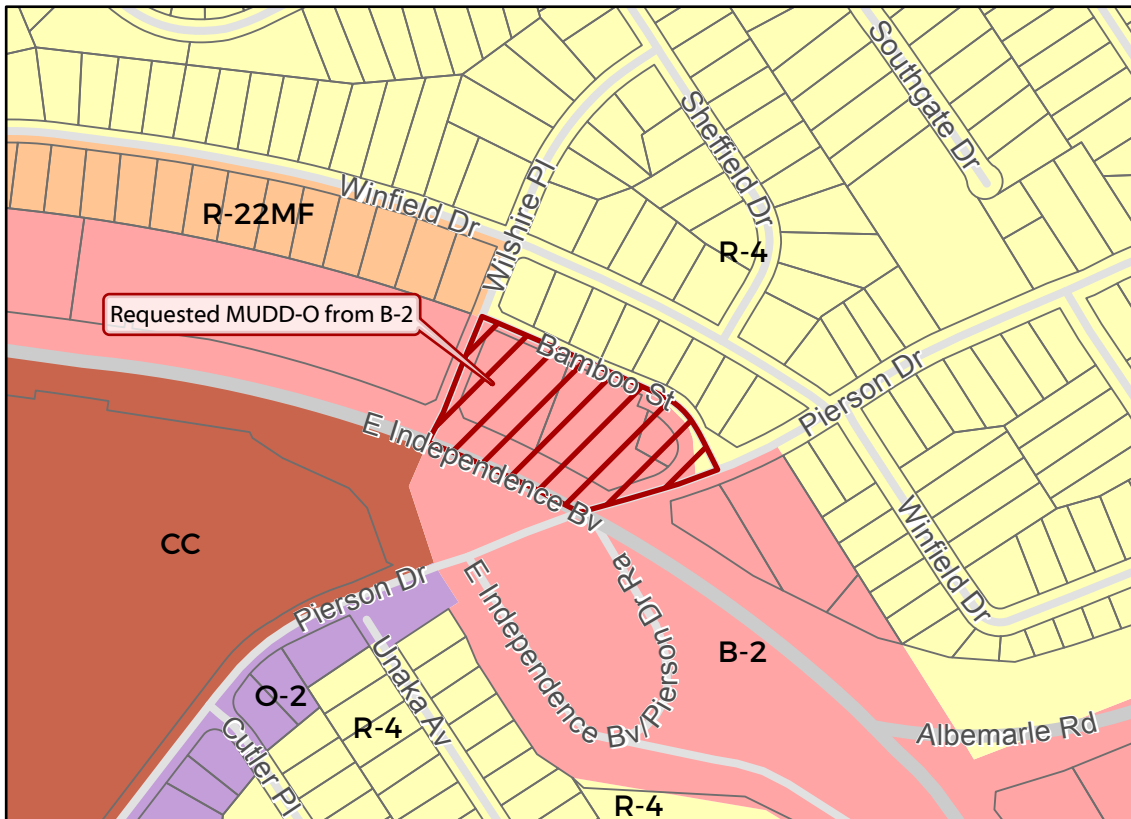 Southgate Dr
Sheffield Dr
Winfield Dr
Wilshire Pl
R-22MF
R-4
Requested MUDD-O from B-2
Bamboo St
Pierson Dr
E Independence Bv
Winfield Dr
CC
Pierson Dr
E Independence Bv/Pierson Dr Ra
Unaka Av
B-2
O-2
R-4
Cutler Pl
Albemarle Rd
R-4